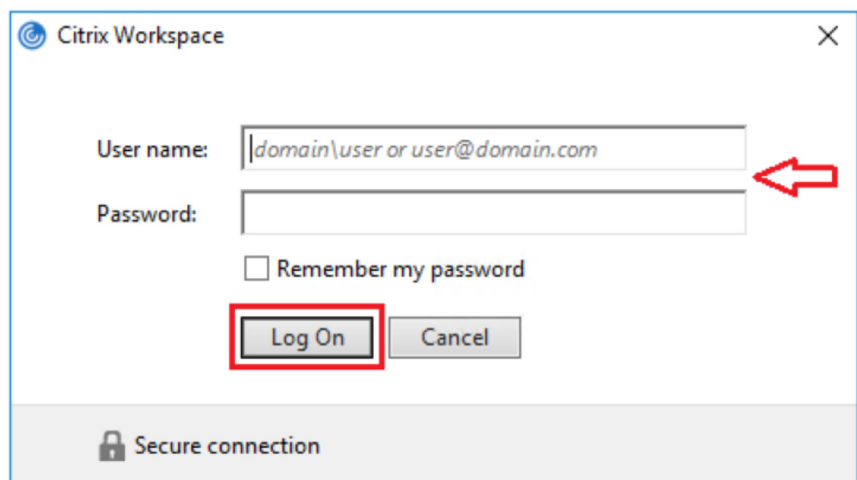 Citrix Workspace
User name: domain\user or user@domain.com
Password:
Remember my password
Log On Cancel
Secure connection